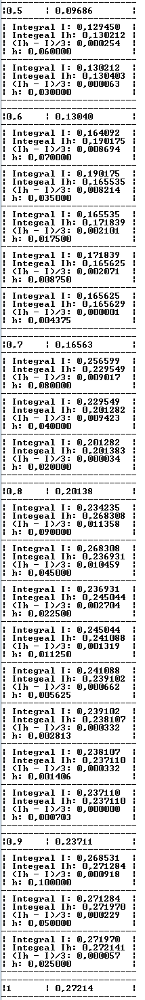 ¦0,5 ¦ 0,09686 ¦
¦ Integral I: 0,129450 ¦
¦ Integeal Ih: 0,130212 ¦
¦ (Ih - I)/3: 0,000254 ¦
¦ h: 0,060000 ¦
¦ Integral I: 0,130212 ¦
¦ Integeal Ih: 0,130403 ¦
¦ (Ih - I)/3: 0,000063 ¦
¦ h: 0,030000 ¦
¦0,6 ¦ 0,13040 ¦
¦ Integral I: 0,164092 ¦
¦ Integeal Ih: 0,190175 ¦
¦ (Ih - I)/3: 0,008694 ¦
¦ h: 0,070000 ¦
¦ Integral I: 0,190175 ¦
¦ Integeal Ih: 0,165535 ¦
¦ (Ih - I)/3: 0,008214 ¦
¦ h: 0,035000 ¦
¦ Integral I: 0,165535 ¦
¦ Integeal Ih: 0,171839 ¦
¦ (Ih - I)/3: 0,002101 ¦
¦ h: 0,017500 ¦
¦ Integral I: 0,171839 ¦
¦ Integeal Ih: 0,165625 ¦
¦ (Ih - I)/3: 0,002071 ¦
¦ h: 0,008750 ¦
¦ Integral I: 0,165625 ¦
¦ Integeal Ih: 0,165629 ¦
¦ (Ih - I)/3: 0,000001 ¦
¦ h: 0,004375 ¦
¦0,7 ¦ 0,16563 ¦
¦ Integral I: 0,256599 ¦
¦ Integeal Ih: 0,229549 ¦
¦ (Ih - I)/3: 0,009017 ¦
¦ h: 0,080000 ¦
¦ Integral I: 0,229549 ¦
¦ Integeal Ih: 0,201282 ¦
¦ (Ih - I)/3: 0,009423 ¦
¦ h: 0,040000 ¦
¦ Integral I: 0,201282 ¦
¦ Integeal Ih: 0,201383 ¦
¦ (Ih - I)/3: 0,000034 ¦
¦ h: 0,020000 ¦
¦0,8 ¦ 0,20138 ¦
¦ Integral I: 0,234235 ¦
¦ Integeal Ih: 0,268308 ¦
¦ (Ih - I)/3: 0,011358 ¦
¦ h: 0,090000 ¦
¦ Integral I: 0,268308 ¦
¦ Integeal Ih: 0,236931 ¦
¦ (Ih - I)/3: 0,010459 ¦
¦ h: 0,045000 ¦
¦ Integral I: 0,236931 ¦
¦ Integeal Ih: 0,245044 ¦
¦ (Ih - I)/3: 0,002704 ¦
¦ h: 0,022500 ¦
¦ Integral I: 0,245044 ¦
¦ Integeal Ih: 0,241088 ¦
¦ (Ih - I)/3: 0,001319 ¦
¦ h: 0,011250 ¦
¦ Integral I: 0,241088 ¦
¦ Integeal Ih: 0,239102 ¦
¦ (Ih - I)/3: 0,000662 ¦
¦ h: 0,005625 ¦
¦ Integral I: 0,239102 ¦
¦ Integeal Ih: 0,238107 ¦
¦ (Ih - I)/3: 0,000332 ¦
¦ h: 0,002813 ¦
¦ Integral I: 0,238107 ¦
¦ Integeal Ih: 0,237110 ¦
¦ (Ih - I)/3: 0,000332 ¦
¦ h: 0,001406 ¦
¦ Integral I: 0,237110 ¦
¦ Integeal Ih: 0,237110 ¦
¦ (Ih - I)/3: 0,000000 ¦
¦ h: 0,000703 ¦
¦0,9 ¦ 0,23711 ¦
¦ Integral I: 0,268531 ¦
¦ Integeal Ih: 0,271284 ¦
¦ (Ih - I)/3: 0,000918 ¦
¦ h: 0,100000 ¦
¦ Integral I: 0,271284 ¦
¦ Integeal Ih: 0,271970 ¦
¦ (Ih - I)/3: 0,000229 ¦
¦ h: 0,050000 ¦
¦ Integral I: 0,271970 ¦
¦ Integeal Ih: 0,272141 ¦
¦ (Ih - I)/3: 0,000057 ¦
¦ h: 0,025000 ¦
¦1 ¦ 0,27214 ¦